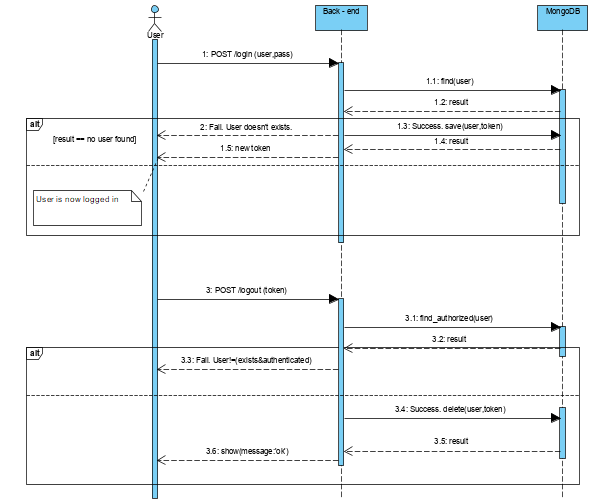 User
Back - end
MongoDB
1: POST /login (user,pass)
1.1: find(user)
1.2: result
alt
[result == no user found]
2: Fail. User doesn't exists.
1.3: Success. save(user,token)
1.4: result
1.5: new token
User is now logged in
3: POST /logout (token)
3.1: find_authorized(user)
3.2: result
alt
3.3: Fail. User!=(exists&authenticated)
3.4: Success. delete(user,token)
3.5: result
3.6: show(message:'ok')